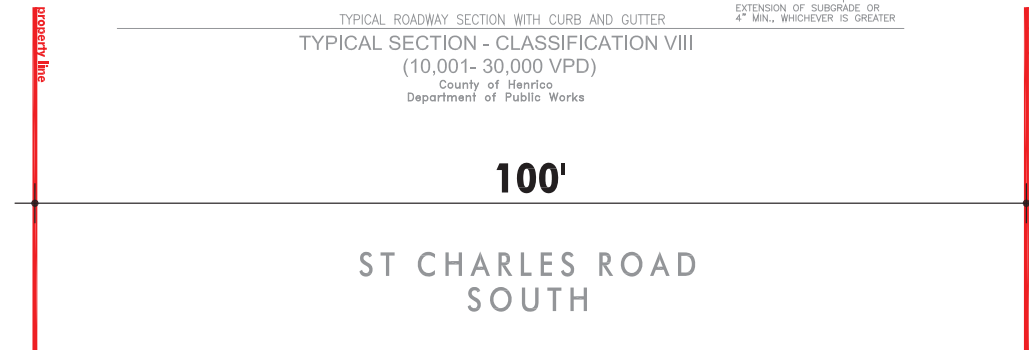 EXTENSION OF SUBGRADE OR
4" MIN., WHICHEVER IS GREATER
TYPICAL ROADWAY SECTION WITH CURB AND GUTTER
TYPICAL SECTION - CLASSIFICATION VIII
(10,001- 30,000 VPD)
County of Henrico
Department of Public Works
property line
100'
ST CHARLES ROAD
SOUTH